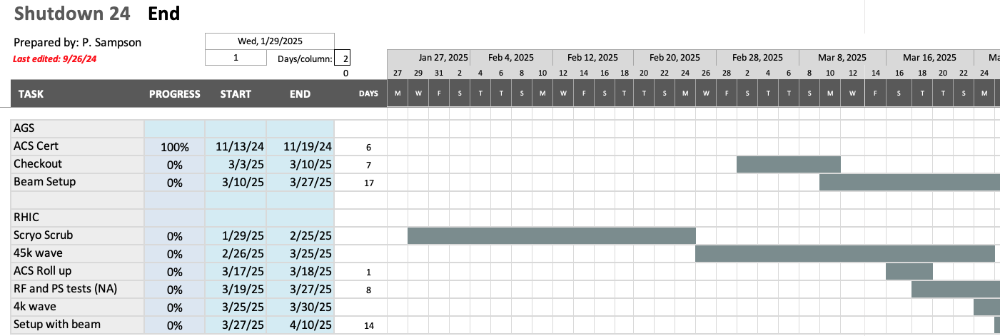 Shutdown 24 End
Prepared by: P. Sampson Wed, 1/29/2025
Last edited: 9/26/24 1 Days/column: 2 Jan 27, 2025 Feb 4, 2025 Feb 12, 2025 Feb 20, 2025 Feb 28, 2025 Mar 8, 2025 Mar 16, 2025 Ma
0 27 29 31 2 4 6 8 10 12 14 16 18 20 22 24 26 28 2 4 6 8 10 12 14 16 18 20 22 24
TASK PROGRESS START END DAYS M W F S T T S M W F S T T S M W F S T T S M W F S T T S M
AGS
ACS Cert 100% 11/13/24 11/19/24 6
Checkout 0% 3/3/25 3/10/25 7
Beam Setup 0% 3/10/25 3/27/25 17
RHIC
Scryo Scrub 0% 1/29/25 2/25/25
45k wave 0% 2/26/25 3/25/25
ACS Roll up 0% 3/17/25 3/18/25 1
RF and PS tests (NA) 0% 3/19/25 3/27/25 8
4k wave 0% 3/25/25 3/30/25
Setup with beam 0% 3/27/25 4/10/25 14